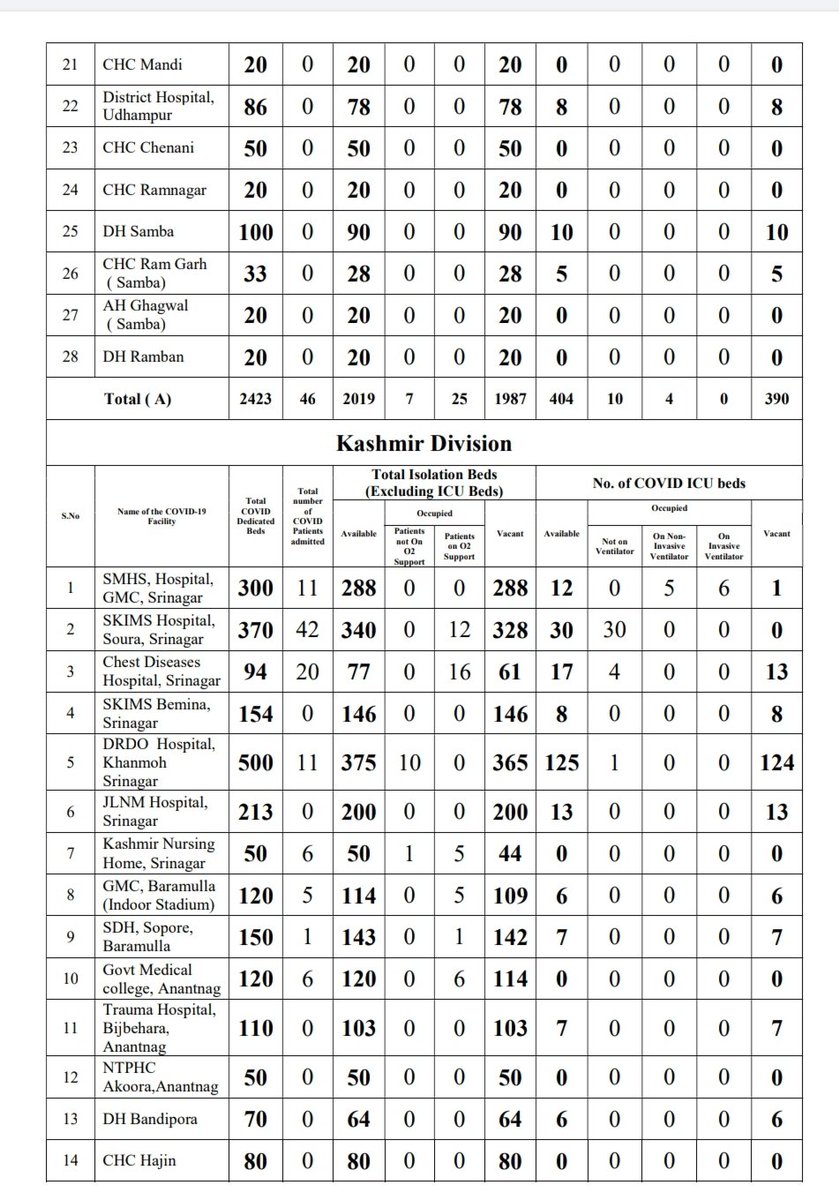 21 CHC Mandi 20 0 20 0 0 20 0 0 0 0 0
District Hospital,
22 Udhampur 86 0 78 0 0 78 8 0 0 0 8
23 CHC Chenani 50 0 50 0 0 50 0 0 0 0 0
24 CHC Ramnagar 20 0 20 0 0 20 0 0 0 0 0
25 DH Samba 100 0 90 0 0 90 10 0 0 0 10
CHC Ram Garh
26 ( Samba) 33 0 28 0 0 28 5 0 0 0 5
AH Ghagwal
27 ( Samba) 20 0 20 0 0 20 0 0 0 0 0
28 DH Ramban 20 0 20 0 0 20 0 0 0 0 0
Total ( A) 2423 46 2019 7 25 1987 404 10 4 0 390
Kashmir Division
S.No
Name of the COVID-19
Facility
Total
COVID
Dedicated
Beds
Total
number
of
COVID
Patients
admitted
Total Isolation Beds
(Excluding ICU Beds)
Available
Occupied
Patients
not On
O2
Support
Patients
on O2
Support
Vacant
No. of COVID ICU beds
Available
Occupied
Not on
Ventilator
On Non-
Invasive
Ventilator
On
Invasive
Ventilator
Vacant
SMHS, Hospital,
1 GMC, Srinagar 300 11 288 0 0 288 12 0 5 6 1
SKIMS Hospital,
2 Soura, Srinagar 370 42 340 0 12 328 30 30 0 0 0
Chest Diseases
3 Hospital, Srinagar 94 20 77 0 16 61 17 4 0 0 13
SKIMS Bemina,
4 Srinagar 154 0 146 0 0 146 8 0 0 0 8
DRDO Hospital,
5 Khanmoh 500 11 375 10 0 365 125 1 0 0 124
Srinagar
JLNM Hospital,
6 Srinagar 213 0 200 0 0 200 13 0 0 0 13
Kashmir Nursing
7 Home, Srinagar 50 6 50 1 5 44 0 0 0 0 0
GMC, Baramulla
8 (Indoor Stadium) 120 5 114 0 5 109 6 0 0 0 6
SDH, Sopore,
9 Baramulla 150 1 143 0 1 142 7 0 0 0 7
Govt Medical
10 college, Anantnag 120 6 120 0 6 114 0 0 0 0 0
Trauma Hospital,
11 Bijbehara, 110 0 103 0 0 103 7 0 0 0 7
Anantnag
NTPHC
12 Akoora,Anantnag 50 0 50 0 0 50 0 0 0 0 0
13 DH Bandipora 70 0 64 0 0 64 6 0 0 0 6
14 CHC Hajin 80 0 80 0 0 80 0 0 0 0 0